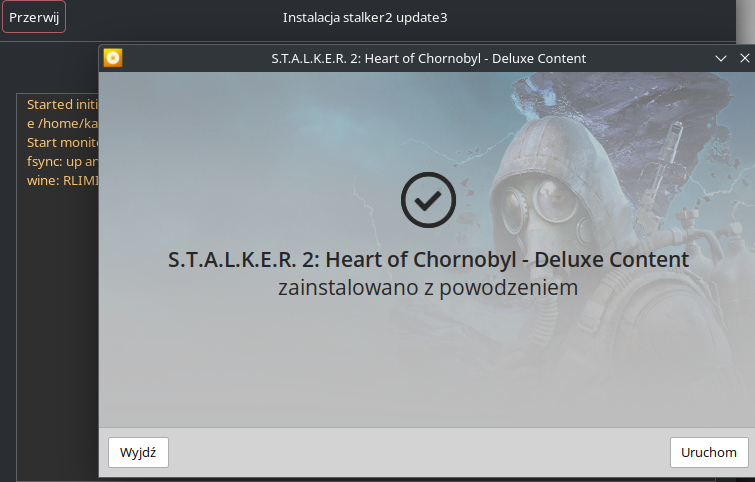 Przerwij
Instalacja stalker2 update3
S.T.A.L.K.E.R. 2: Heart of Chornobyl - Deluxe Content
Started initi
e /home/ka
Start monit
fsync: up an
wine: RLIMI
S.T.A.L.K.E.R. 2: Heart of Chornobyl - Deluxe Content
zainstalowano z powodzeniem
Wyjdź
Uruchom